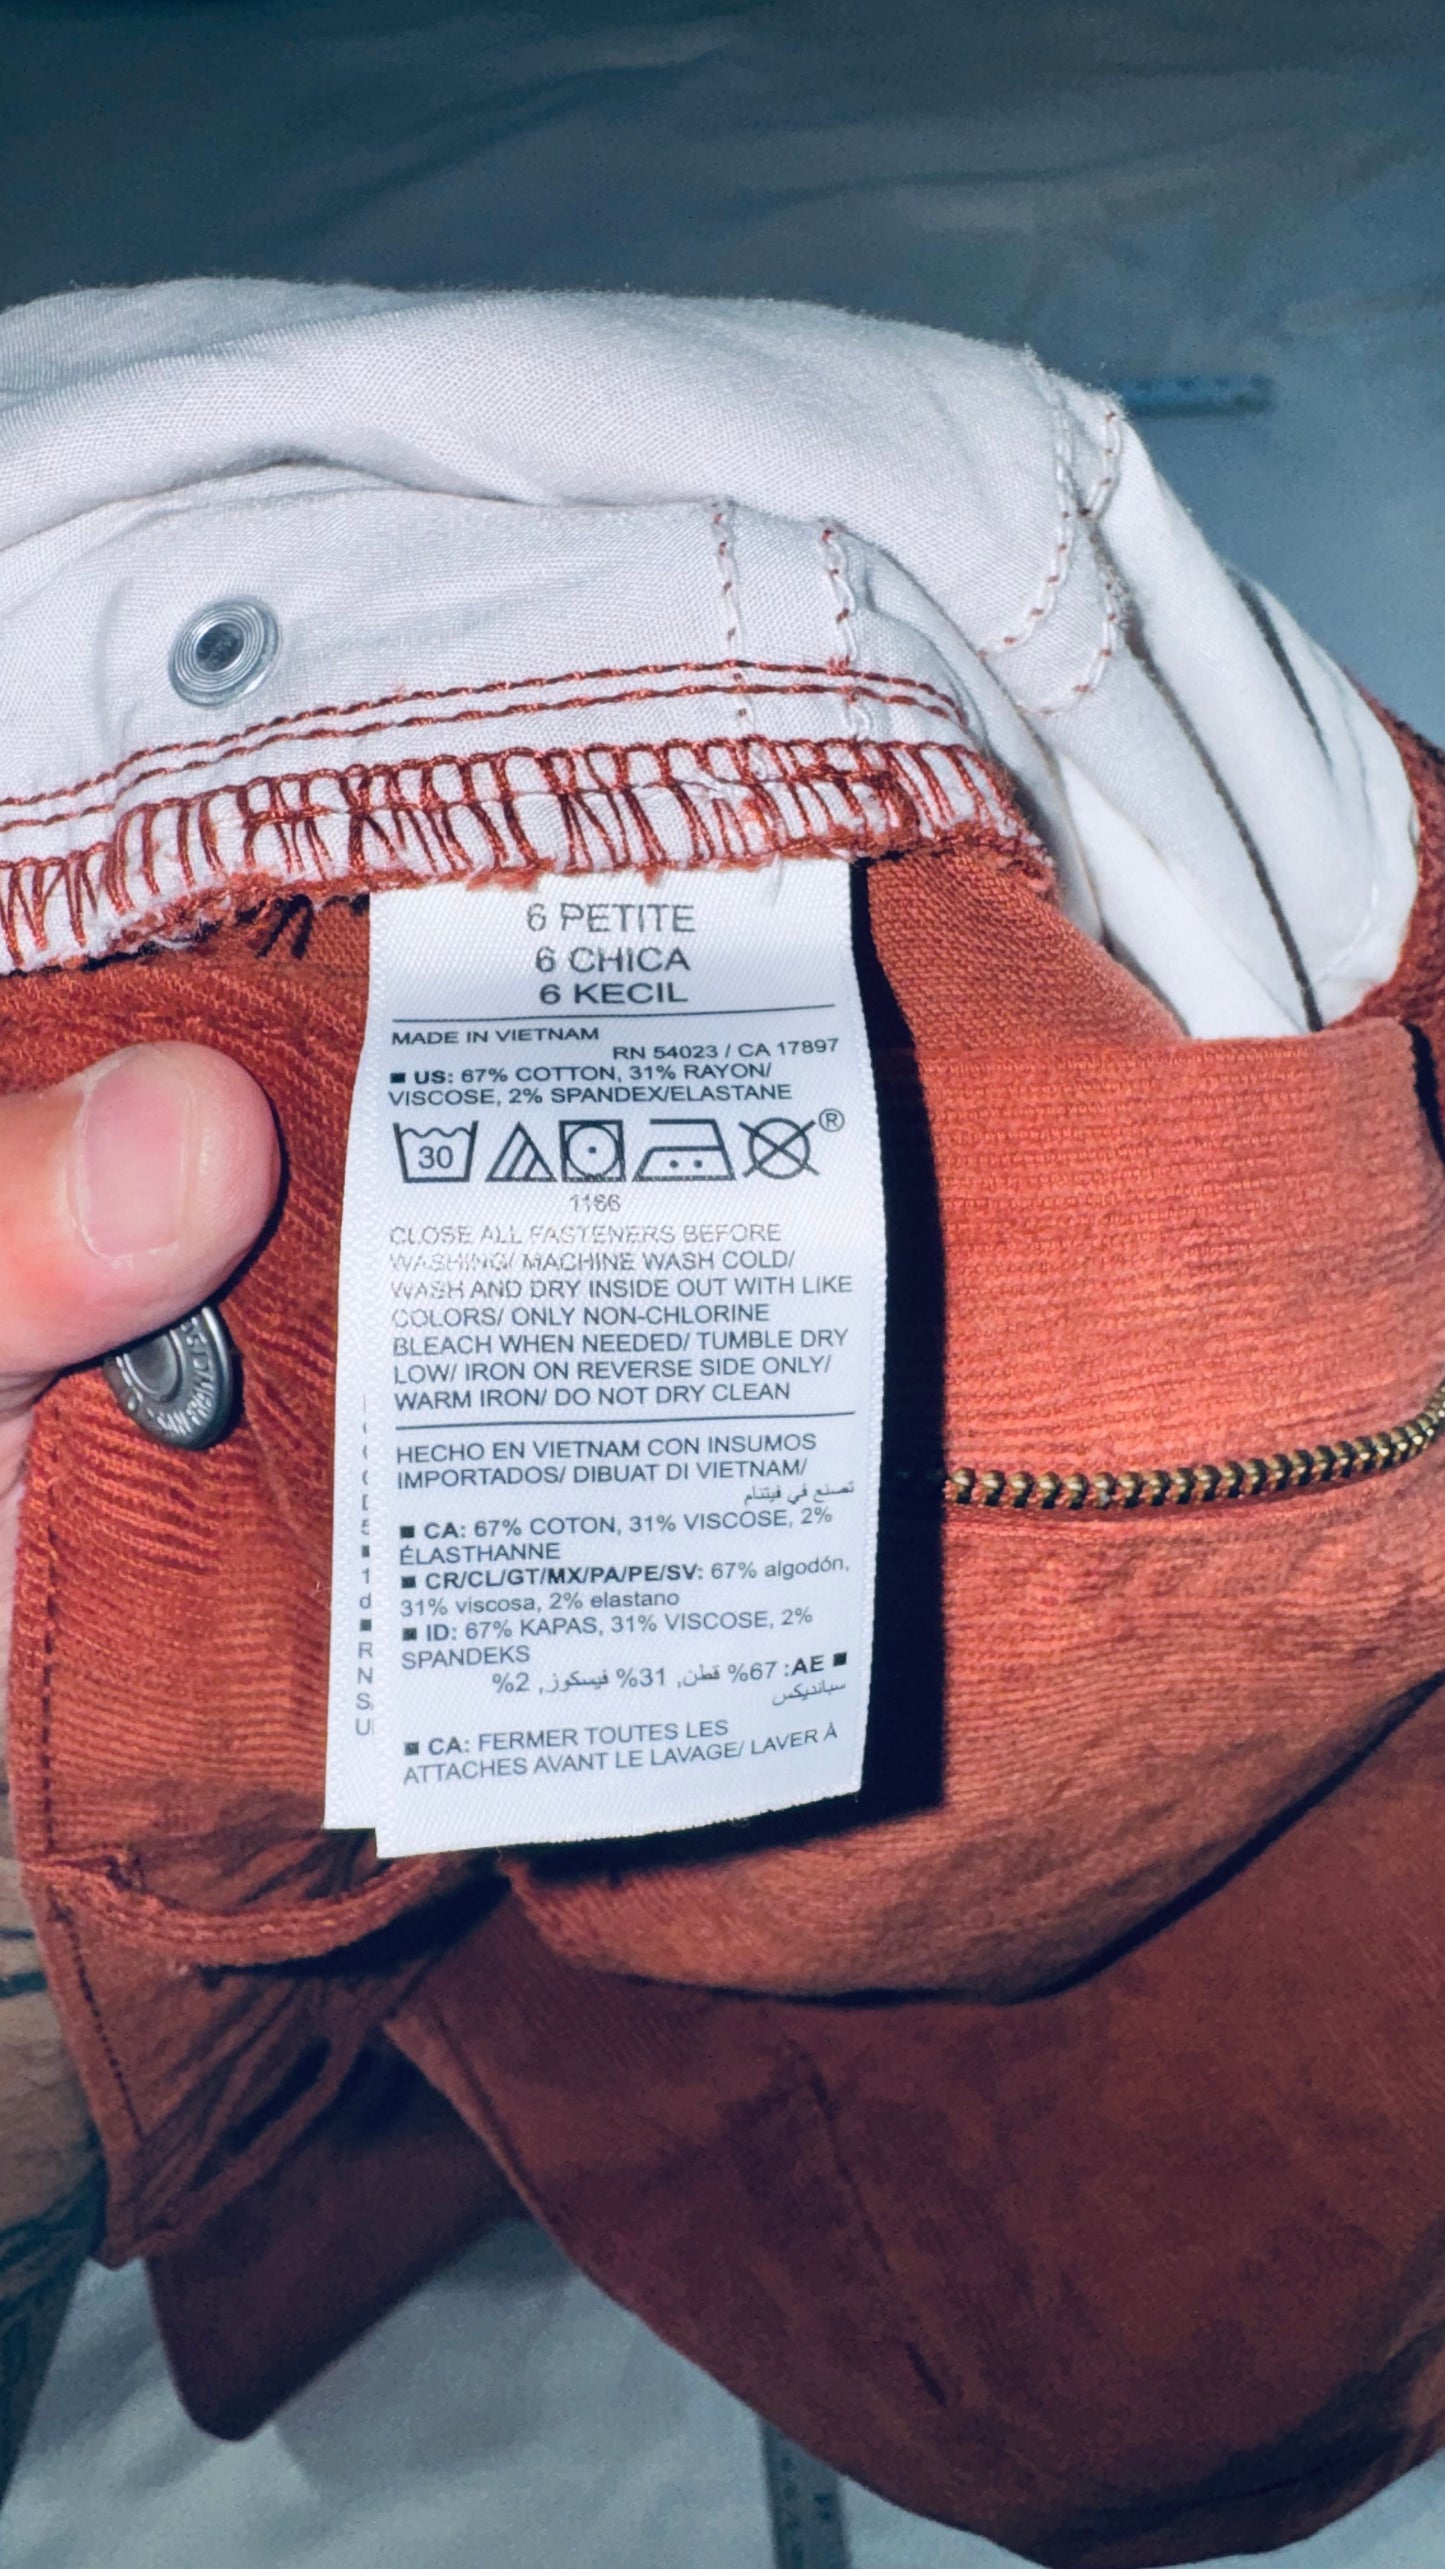 6 PETITE
6 CHICA
6 KECIL
MADE IN VIETNAM
RN 54023 / CA 17897
■ US: 67% COTTON, 31% RAYON/
VISCOSE, 2% SPANDEX/ELASTANE
30
®
1166
CLOSE ALL FASTENERS BEFORE
WASHING/ MACHINE WASH COLD/
WASH AND DRY INSIDE OUT WITH LIKE
COLORS/ ONLY NON-CHLORINE
BLEACH WHEN NEEDED/ TUMBLE DRY
LOW/ IRON ON REVERSE SIDE ONLY/
WARM IRON/ DO NOT DRY CLEAN
HECHO EN VIETNAM CON INSUMOS
IMPORTADOS/ DIBUAT DI VIETNAM/
تصنع في فيتنام
■ CA: 67% COTON, 31% VISCOSE, 2%
ÉLASTHANNE
■ CR/CL/GT/MX/PA/PE/SV: 67% algodón,
31% viscosa, 2% elastano
■ ID: 67% KAPAS, 31% VISCOSE, 2%
SPANDEKS
■ AE: 67% قطن, 31% فيسكوز, 2%
سبانديكس
■ CA: FERMER TOUTES LES
ATTACHES AVANT LE LAVAGE/ LAVER À